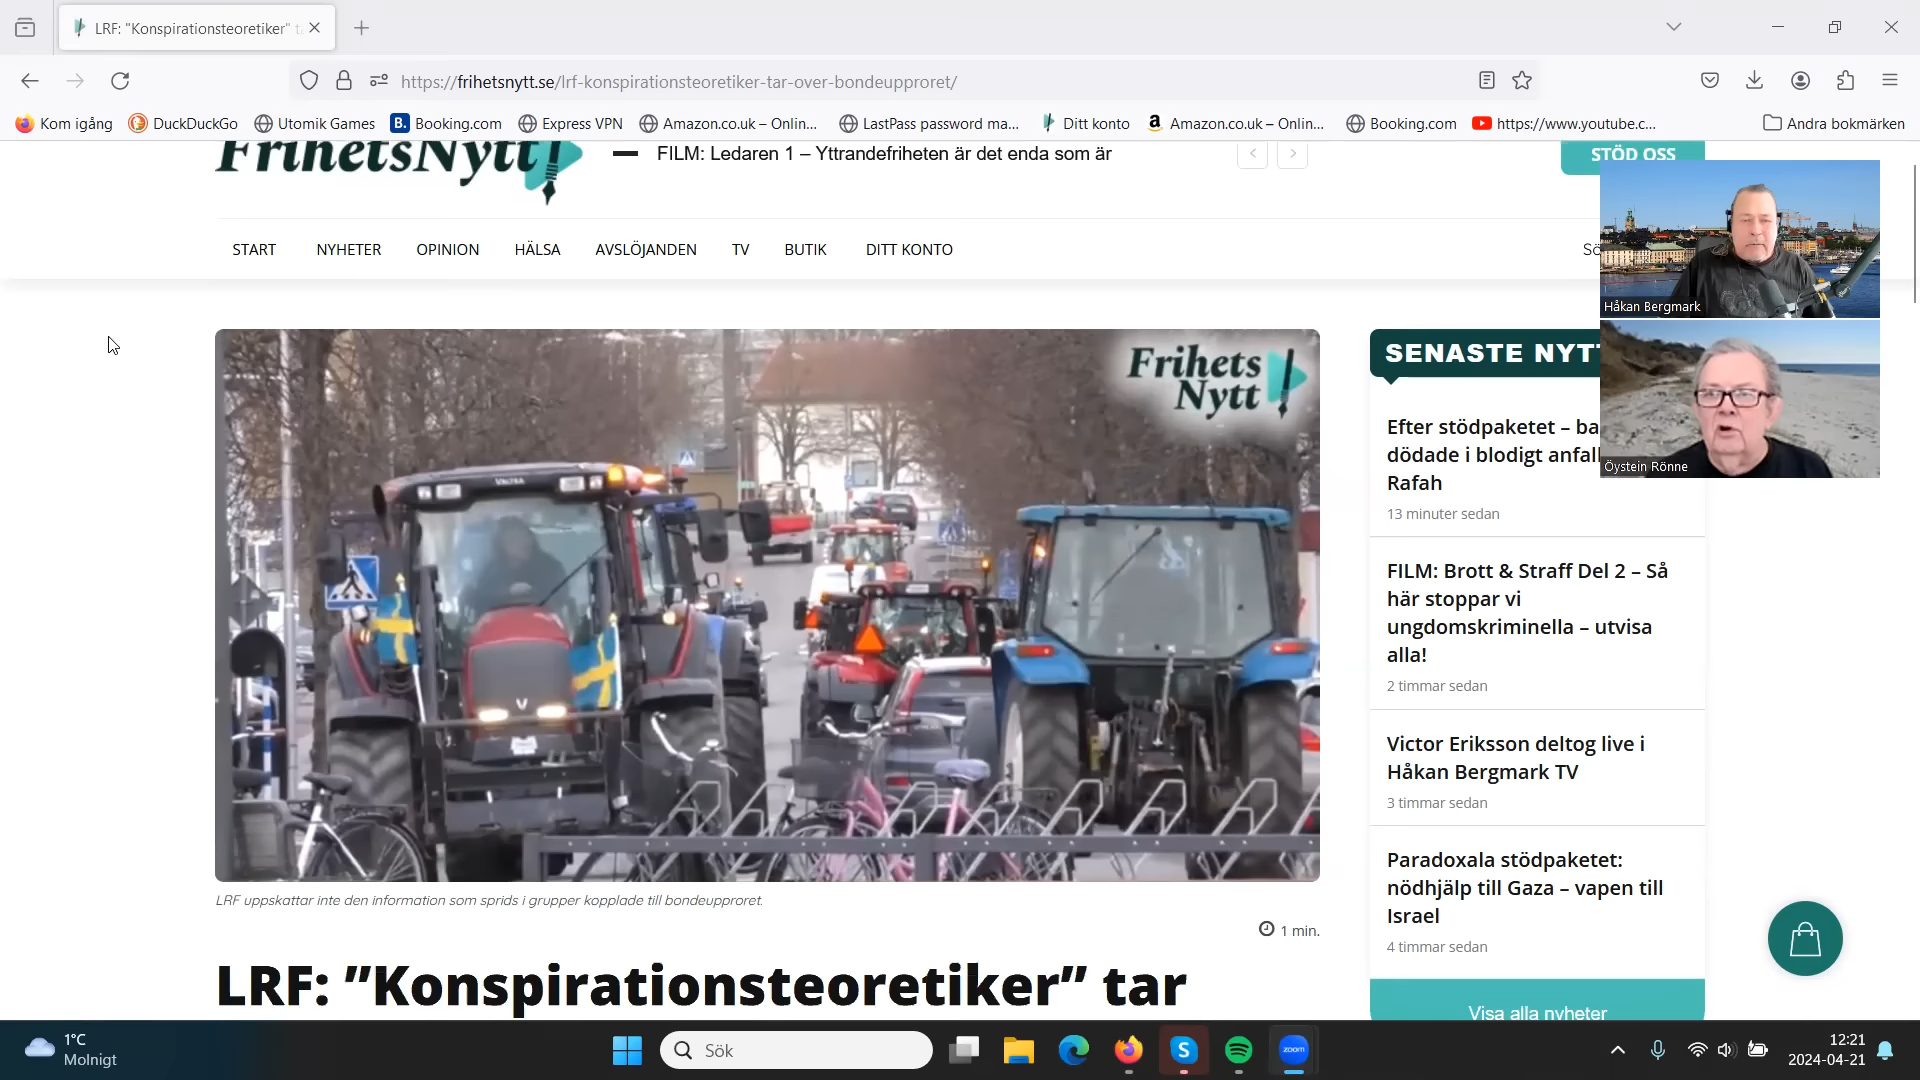 LRF: "Konspirationsteoretiker" t
https://frihetsnytt.se/lrf-konspirationsteoretiker-tar-over-bondeupproret/
Kom igång
DuckDuckGo
Utomik Games
B.
Booking.com
Express VPN
Amazon.co.uk – Onlin...
LastPass password ma...
Ditt konto
a
Amazon.co.uk – Onlin...
Booking.com
https://www.youtube.c...
Andra bokmärken
FrihetsNytt
FILM: Ledaren 1 – Yttrandefriheten är det enda som är
STÖD OSS
START
NYHETER
OPINION
HÄLSA
AVSLÖJANDEN
TV
BUTIK
DITT KONTO
Sö
Håkan Bergmark
Öystein Rönne
Frihets
Nytt
VALTRA
LRF uppskattar inte den information som sprids i grupper kopplade till bondeupproret.
1 min.
LRF: ”Konspirationsteoretiker” tar
SENASTE NYTT
Efter stödpaketet – ba
dödade i blodigt anfall
Rafah
13 minuter sedan
FILM: Brott & Straff Del 2 – Så
här stoppar vi
ungdomskriminella – utvisa
alla!
2 timmar sedan
Victor Eriksson deltog live i
Håkan Bergmark TV
3 timmar sedan
Paradoxala stödpaketet:
nödhjälp till Gaza – vapen till
Israel
4 timmar sedan
Visa alla nyheter
1°C
Molnigt
Sök
S
zoom
12:21
2024-04-21